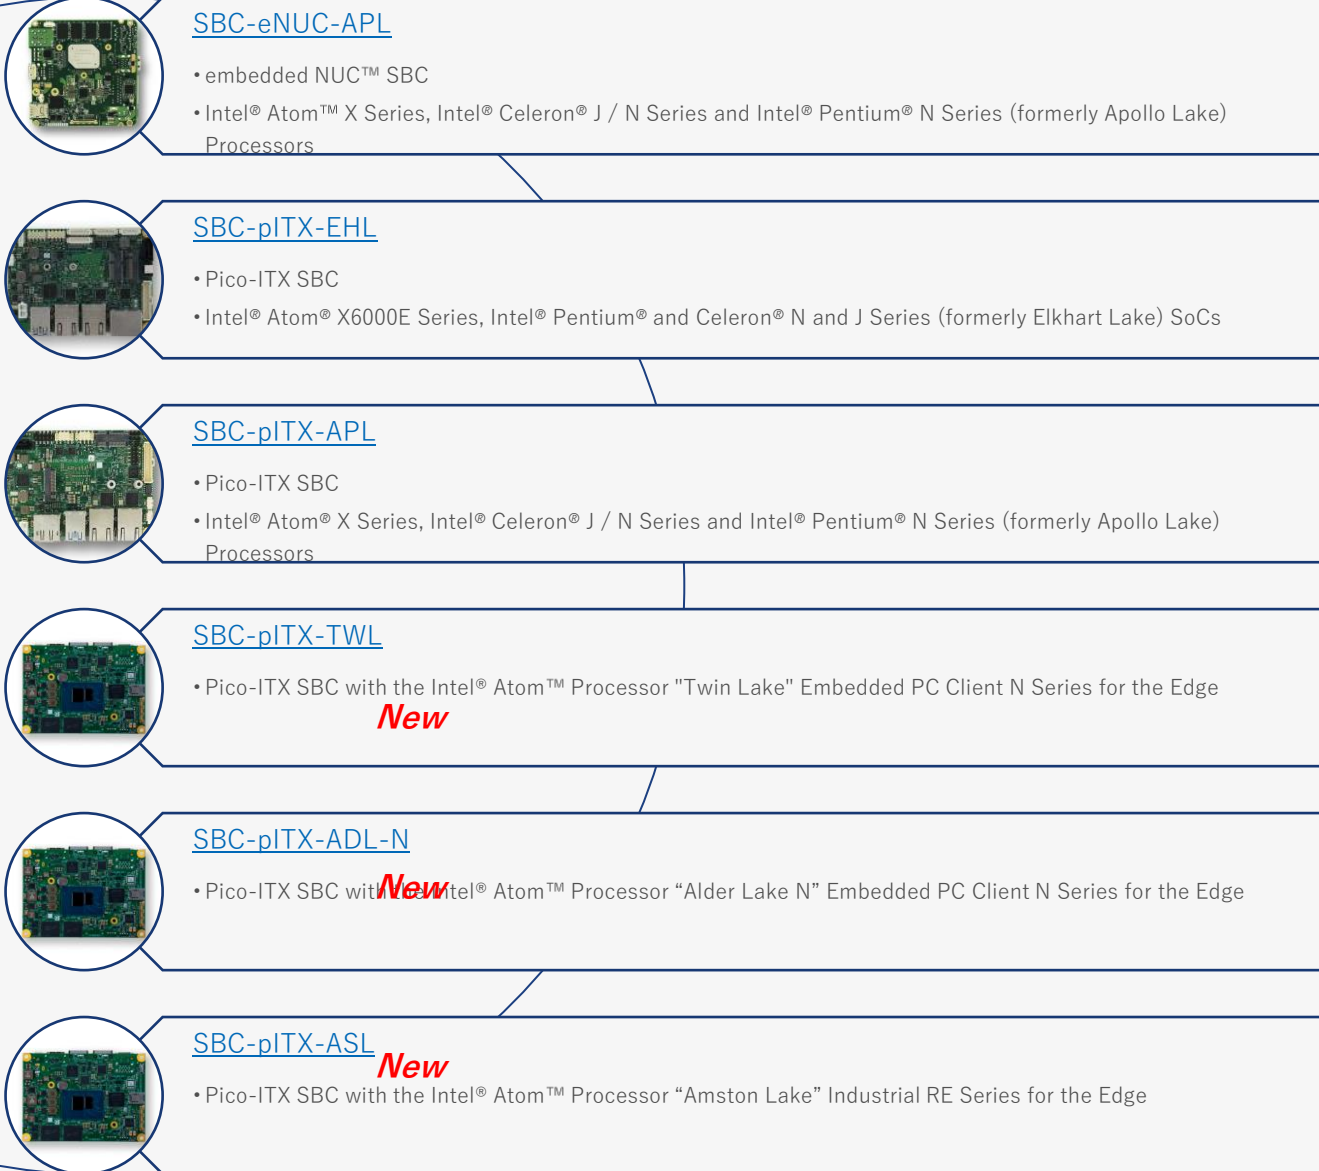 SBC-eNUC-APL
•embedded NUC™ SBC
•Intel® Atom™ X Series, Intel® Celeron® J / N Series and Intel® Pentium® N Series (formerly Apollo Lake)
Processors
SBC-pITX-EHL
•Pico-ITX SBC
•Intel® Atom® X6000E Series, Intel® Pentium® and Celeron® N and J Series (formerly Elkhart Lake) SoCs
SBC-pITX-APL
•Pico-ITX SBC
•Intel® Atom® X Series, Intel® Celeron® J / N Series and Intel® Pentium® N Series (formerly Apollo Lake)
Processors
SBC-pITX-TWL
•Pico-ITX SBC with the Intel® Atom™ Processor "Twin Lake" Embedded PC Client N Series for the Edge
New
SBC-pITX-ADL-N
•Pico-ITX SBC with the Intel® Atom™ Processor “Alder Lake N” Embedded PC Client N Series for the Edge
New
SBC-pITX-ASL
New
•Pico-ITX SBC with the Intel® Atom™ Processor “Amston Lake” Industrial RE Series for the Edge